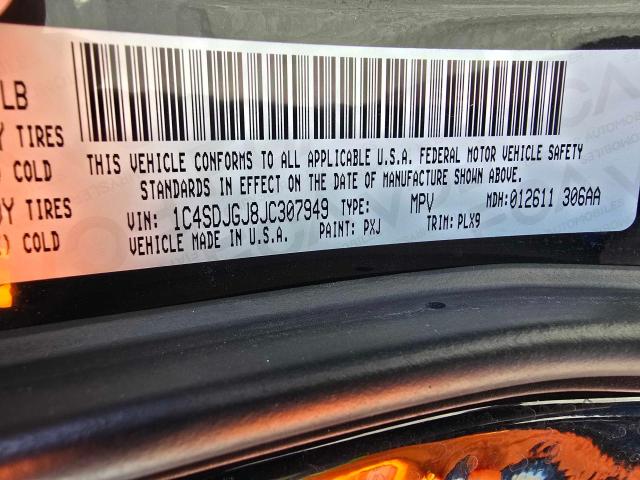 LB
TIRES
COLD
TIRES
COLD
THIS VEHICLE CONFORMS TO ALL APPLICABLE U.S.A. FEDERAL MOTOR VEHICLE SAFETY
STANDARDS IN EFFECT ON THE DATE OF MANUFACTURE SHOWN ABOVE.
VIN: 1C4SDJGJ8JC307949 TYPE: MPV MDH:012611 306AA
VEHICLE MADE IN U.S.A. PAINT: PXJ TRIM: PLX9